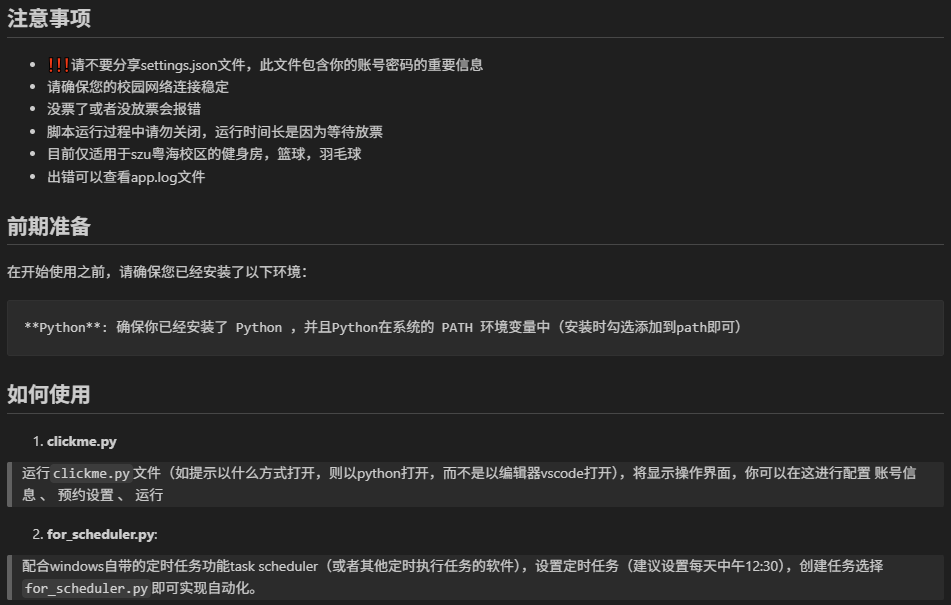 注意事项
• ❗❗❗请不要分享settings.json文件，此文件包含你的账号密码的重要信息
• 请确保您的校园网络连接稳定
• 没票了或者没放票会报错
• 脚本运行过程中请勿关闭，运行时间长是因为等待放票
• 目前仅适用于szu粤海校区的健身房，篮球，羽毛球
• 出错可以查看app.log文件
前期准备
在开始使用之前，请确保您已经安装了以下环境：
**Python**: 确保你已经安装了 Python ，并且Python在系统的 PATH 环境变量中（安装时勾选添加到path即可）
如何使用
1. clickme.py
运行clickme.py文件（如提示以什么方式打开，则以python打开，而不是以编辑器vscode打开），将显示操作界面，你可以在这进行配置 账号信
息 、 预约设置 、 运行
2. for_scheduler.py:
配合windows自带的定时任务功能task scheduler（或者其他定时执行任务的软件），设置定时任务（建议设置每天中午12:30），创建任务选择
for_scheduler.py即可实现自动化。